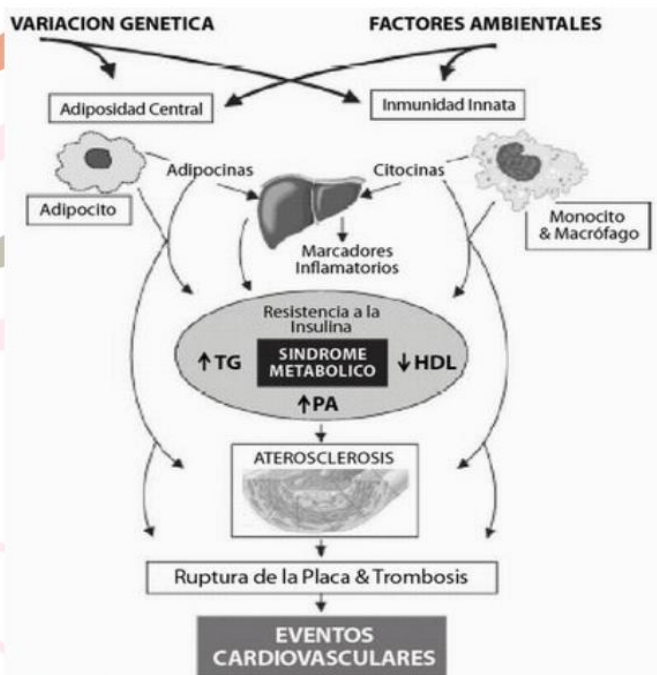 VARIACION GENETICA
FACTORES AMBIENTALES
Adiposidad Central
Inmunidad Innata
Adipocinas
Citocinas
Adipocito
Monocito
& Macrófago
Marcadores
Inflamatorios
Resistencia a la
Insulina
↑TG
SINDROME
METABOLICO
↓HDL
↑PA
ATEROSCLEROSIS
Ruptura de la Placa & Trombosis
EVENTOS
CARDIOVASCULARES